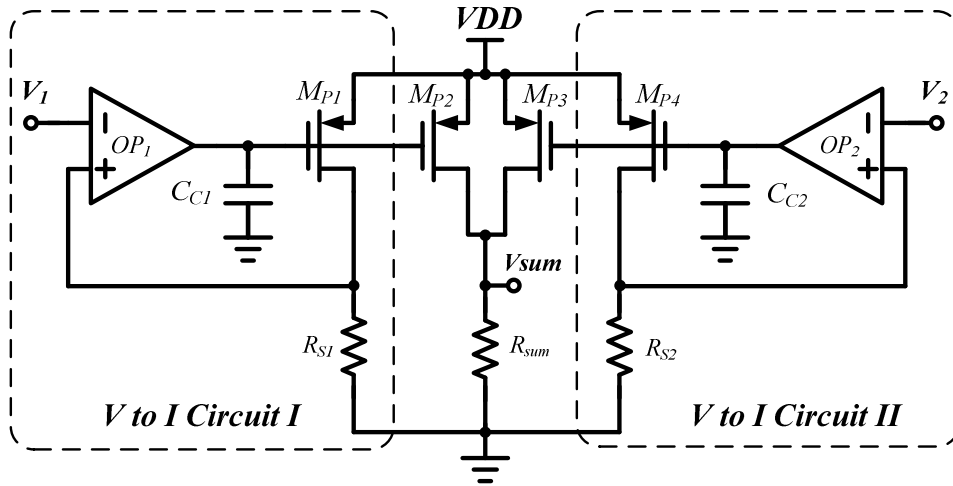 VDD
V1
V2
MP1
MP2
MP3
MP4
OP1
OP2
CC1
CC2
Vsum
RS1
Rsum
RS2
V to I Circuit I
V to I Circuit II